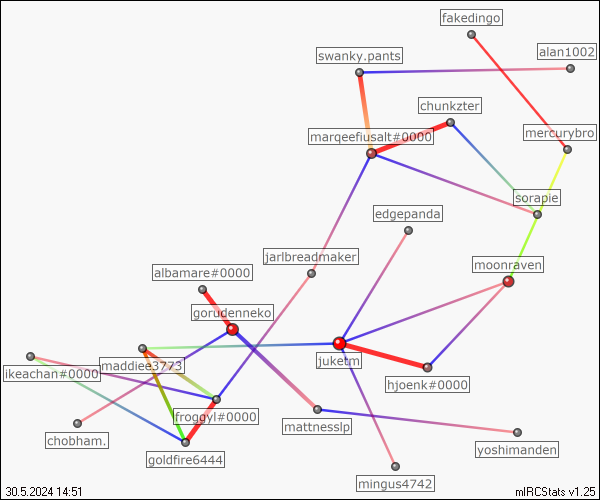 fakedingo
swanky.pants
alan1002
chunkzter
marqeefiusalt#0000
mercurybro
sorapie
edgepanda
jarlbreadmaker
moonraven
albamare#0000
gorudenneko
juketm
maddiee3773
ikeachan#0000
hjoenk#0000
froggyl#0000
mattnesslp
chobham.
goldfire6444
yoshimanden
mingus4742
30.5.2024 14:51
mIRCStats v1.25